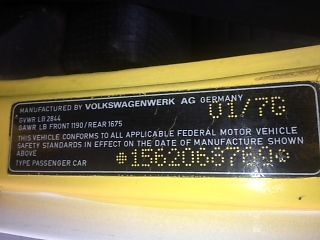 MANUFACTURED BY VOLKSWAGENWERK AG GERMANY 01/76
GVWR LB 2844
GAWR LB FRONT 1190/REAR 1675
THIS VEHICLE CONFORMS TO ALL APPLICABLE FEDERAL MOTOR VEHICLE
SAFETY STANDARDS IN EFFECT ON THE DATE OF MANUFACTURE SHOWN
ABOVE
TYPE PASSENGER CAR *1562068760*